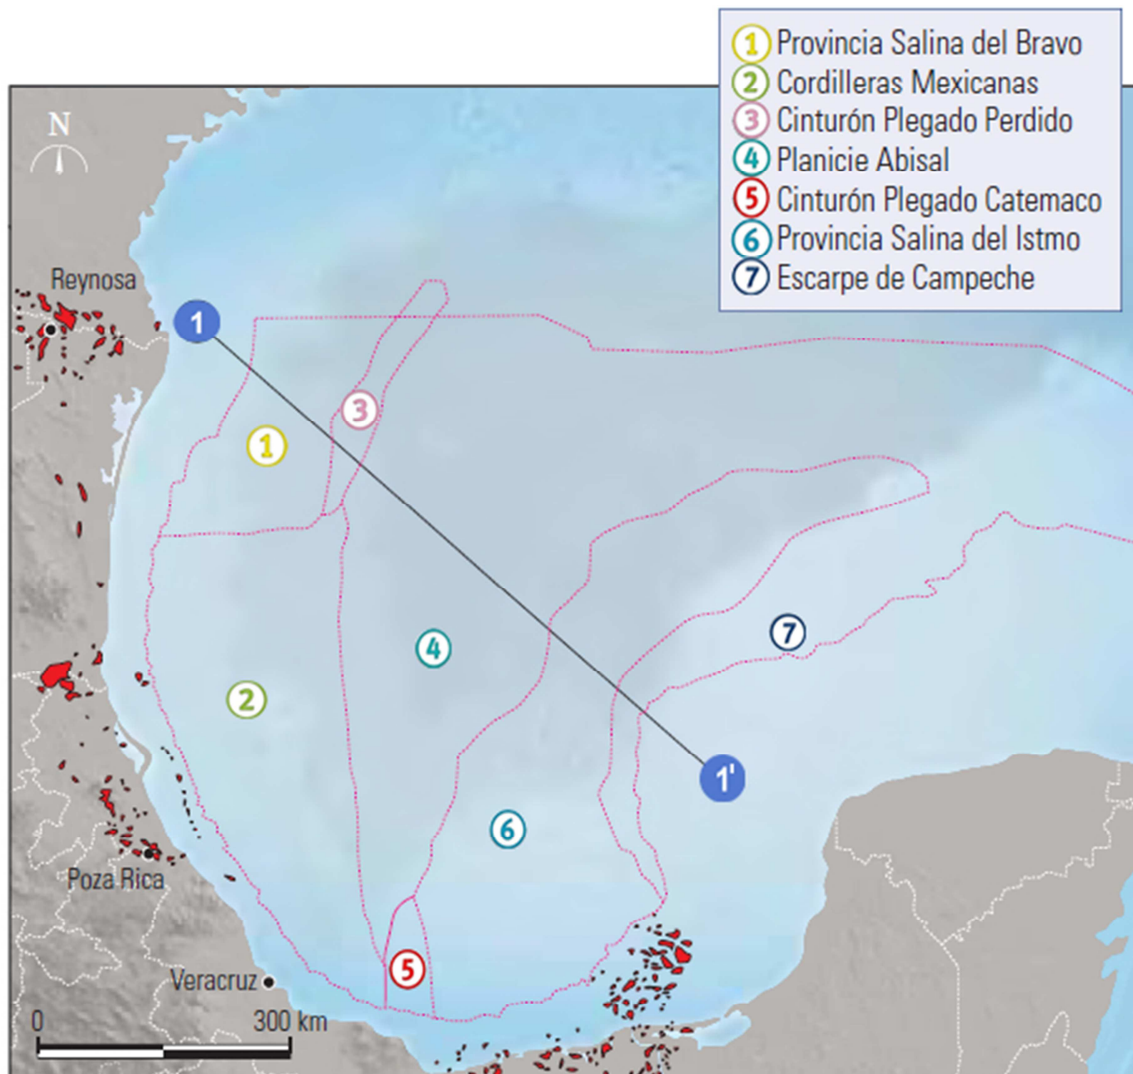 1 Provincia Salina del Bravo
2 Cordilleras Mexicanas
3 Cinturón Plegado Perdido
4 Planicie Abisal
5 Cinturón Plegado Catemaco
6 Provincia Salina del Istmo
7 Escarpe de Campeche
N
Reynosa
1
3
1
7
4
2
1'
6
Poza Rica
5
Veracruz
0 300 km